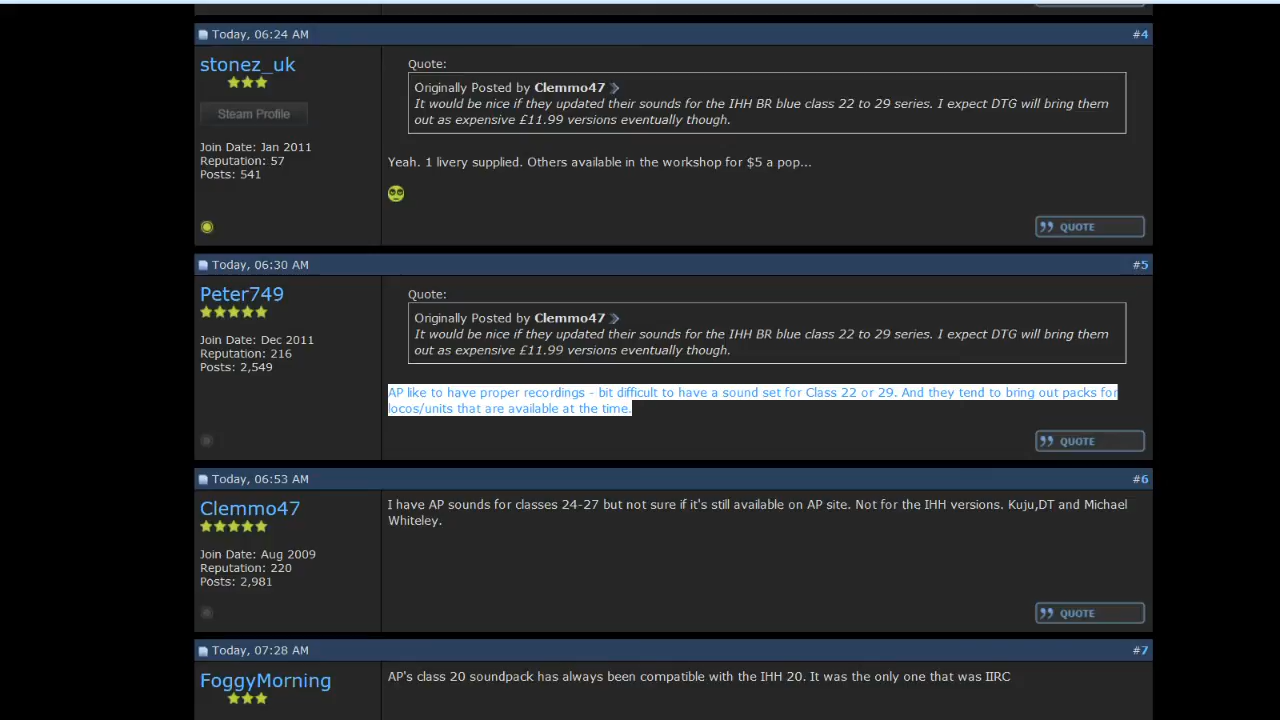 Today, 06:24 AM #4
stonez_uk
Steam Profile
Join Date: Jan 2011
Reputation: 57
Posts: 541
Quote:
Originally Posted by Clemmo47
It would be nice if they updated their sounds for the IHH BR blue class 22 to 29 series. I expect DTG will bring them
out as expensive £11.99 versions eventually though.
Yeah. 1 livery supplied. Others available in the workshop for $5 a pop...
QUOTE
Today, 06:30 AM #5
Peter749
Join Date: Dec 2011
Reputation: 216
Posts: 2,549
Quote:
Originally Posted by Clemmo47
It would be nice if they updated their sounds for the IHH BR blue class 22 to 29 series. I expect DTG will bring them
out as expensive £11.99 versions eventually though.
AP like to have proper recordings - bit difficult to have a sound set for Class 22 or 29. And they tend to bring out packs for
locos/units that are available at the time.
QUOTE
Today, 06:53 AM #6
Clemmo47
Join Date: Aug 2009
Reputation: 220
Posts: 2,981
I have AP sounds for classes 24-27 but not sure if it's still available on AP site. Not for the IHH versions. Kuju,DT and Michael
Whiteley.
QUOTE
Today, 07:28 AM #7
FoggyMorning
AP's class 20 soundpack has always been compatible with the IHH 20. It was the only one that was IIRC